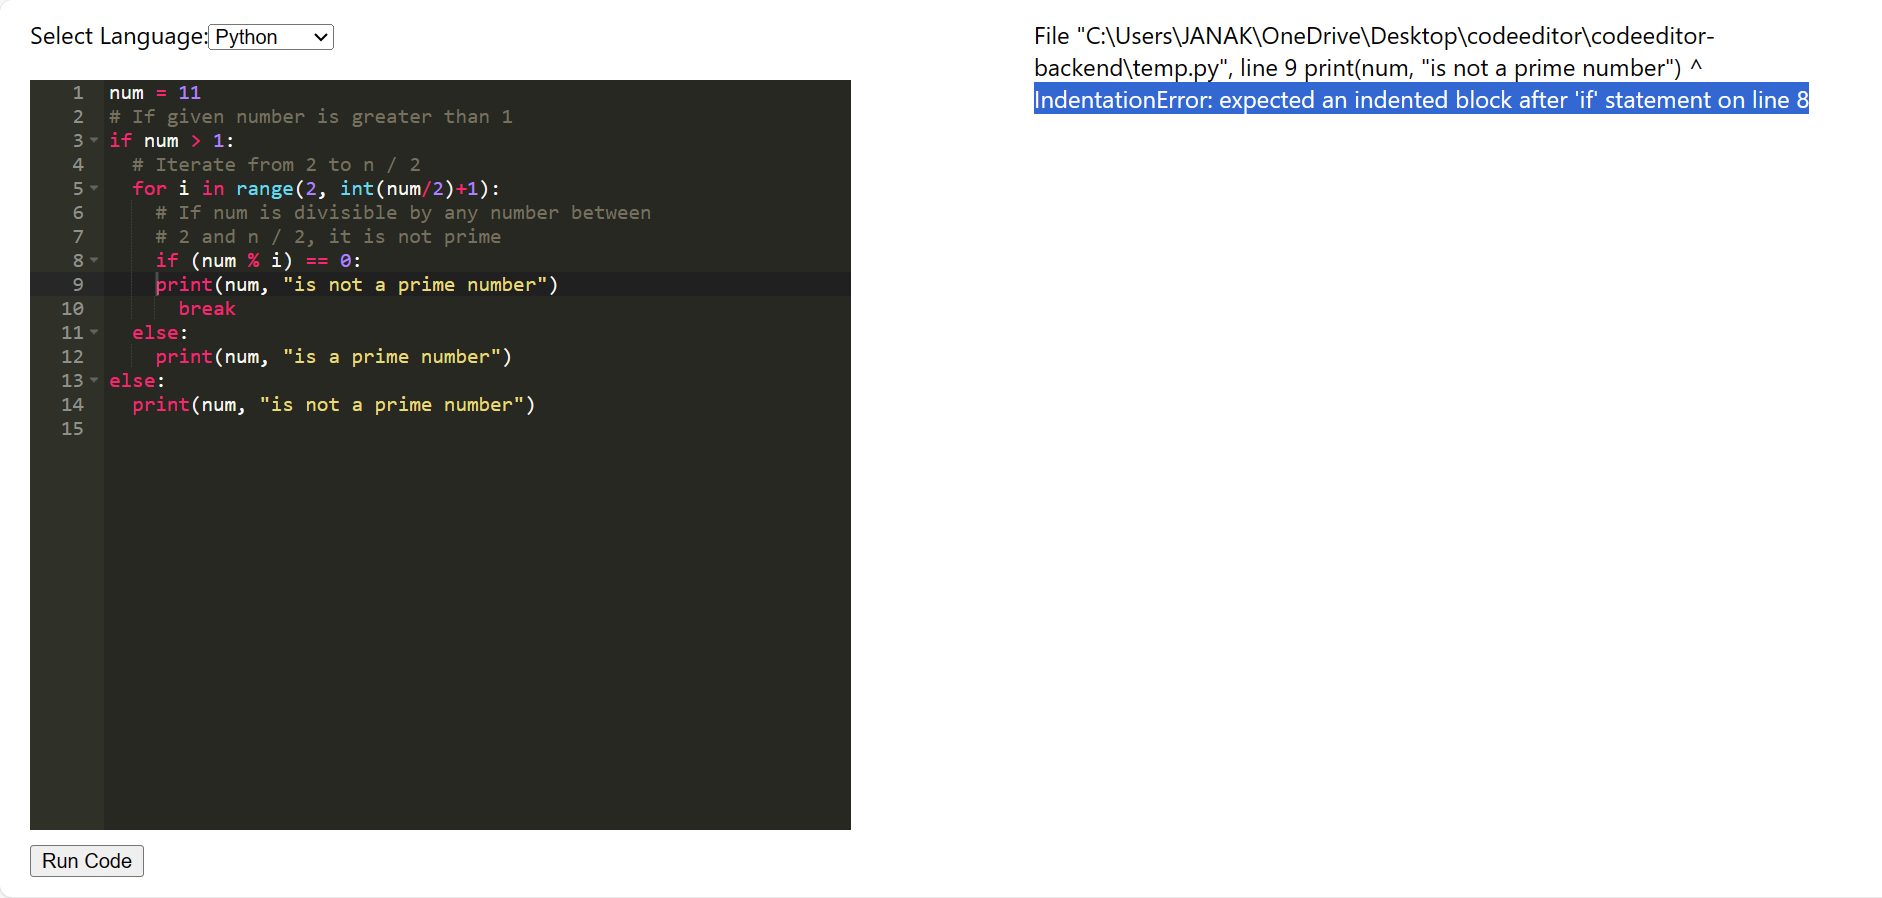 Select Language: Python
1 num = 11
2 # If given number is greater than 1
3 if num > 1:
4   # Iterate from 2 to n / 2
5   for i in range(2, int(num/2)+1):
6     # If num is divisible by any number between
7     # 2 and n / 2, it is not prime
8     if (num % i) == 0:
9     print(num, "is not a prime number")
10       break
11   else:
12     print(num, "is a prime number")
13 else:
14   print(num, "is not a prime number")
15
Run Code
File "C:\Users\JANAK\OneDrive\Desktop\codeeditor\codeeditor-
backend\temp.py", line 9 print(num, "is not a prime number") ^
IndentationError: expected an indented block after 'if' statement on line 8